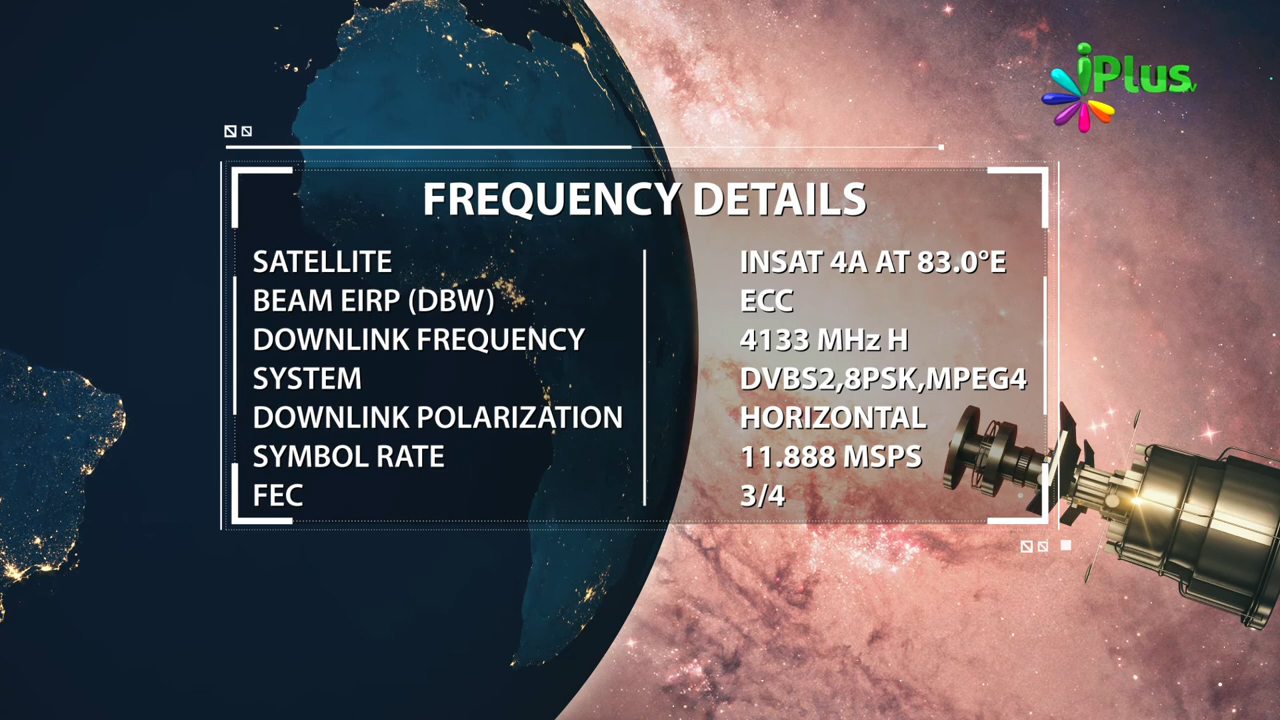 iPlus tv
FREQUENCY DETAILS
SATELLITE INSAT 4A AT 83.0°E
BEAM EIRP (DBW) ECC
DOWNLINK FREQUENCY 4133 MHz H
SYSTEM DVBS2,8PSK,MPEG4
DOWNLINK POLARIZATION HORIZONTAL
SYMBOL RATE 11.888 MSPS
FEC 3/4